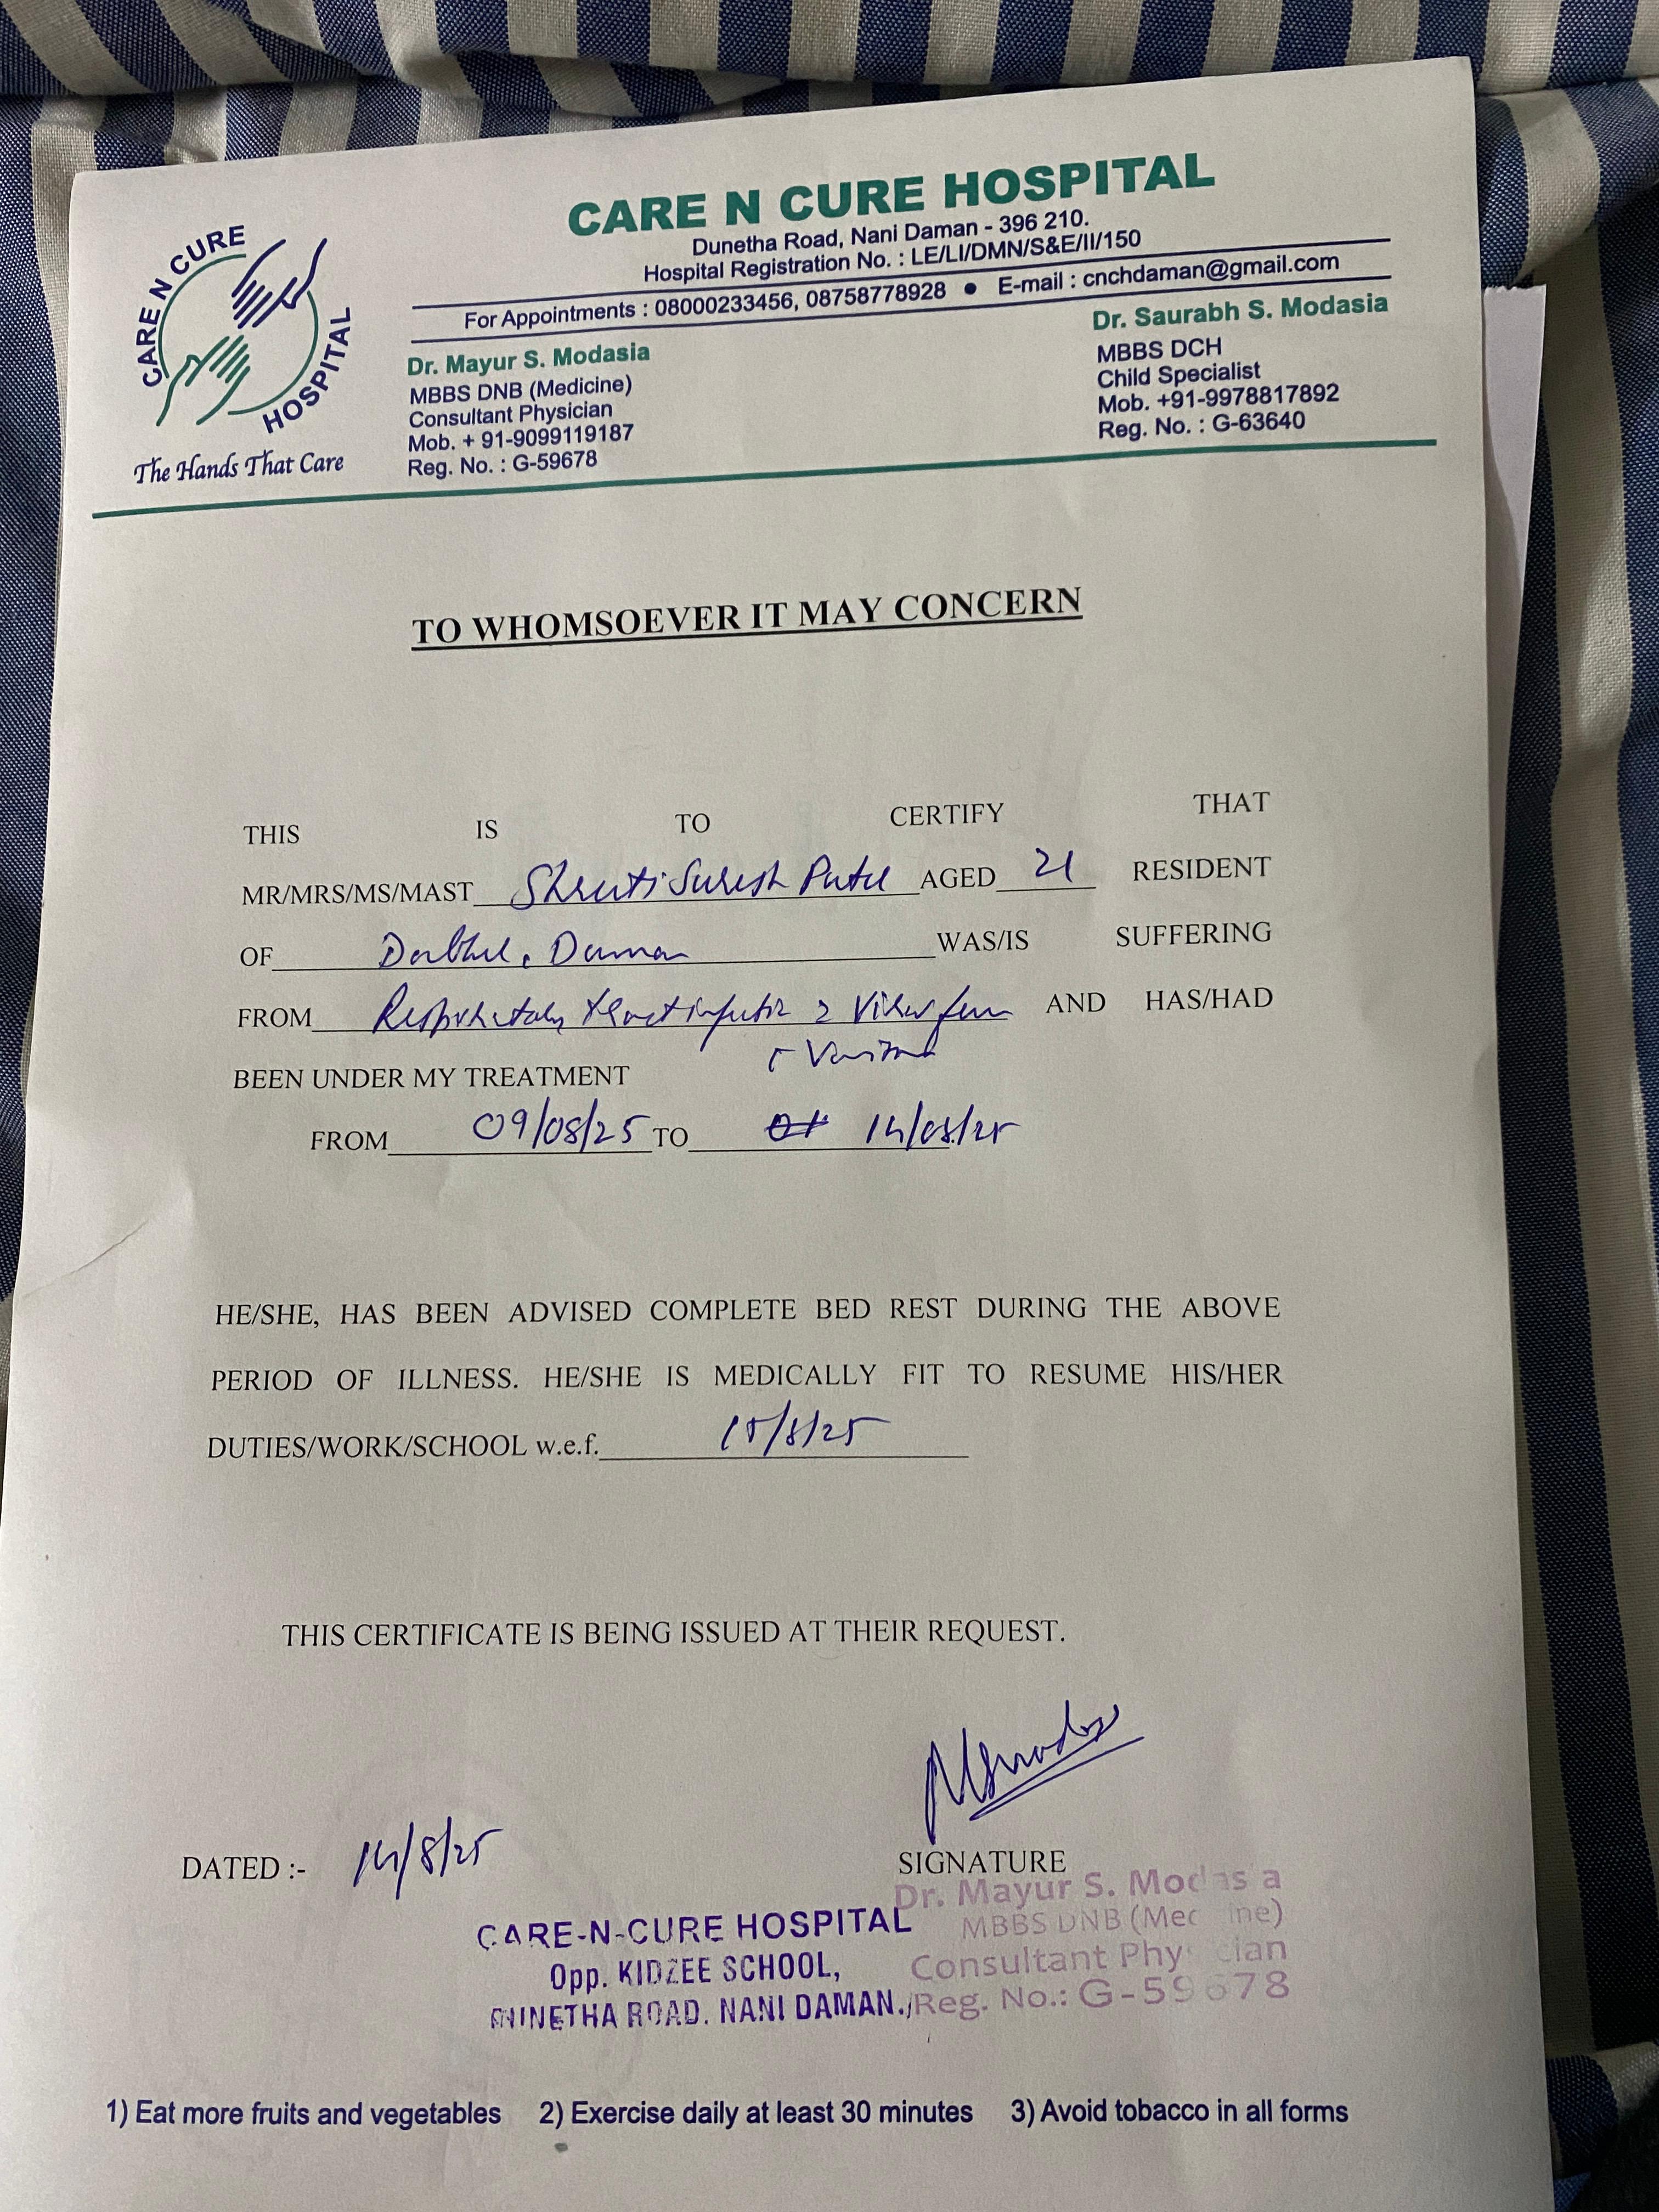 CARE N CURE HOSPITAL
The Hands That Care
CARE N CURE HOSPITAL
Dunetha Road, Nani Daman - 396 210.
Hospital Registration No. : LE/LI/DMN/S&E/II/150
For Appointments : 08000233456, 08758778928 ● E-mail : cnchdaman@gmail.com
Dr. Mayur S. Modasia
MBBS DNB (Medicine)
Consultant Physician
Mob. + 91-9099119187
Reg. No. : G-59678
Dr. Saurabh S. Modasia
MBBS DCH
Child Specialist
Mob. +91-9978817892
Reg. No. : G-63640
TO WHOMSOEVER IT MAY CONCERN
THIS IS TO CERTIFY THAT
MR/MRS/MS/MAST Shruti Suresh Patel AGED 21 RESIDENT
OF Dabhel, Daman WAS/IS SUFFERING
FROM Respiratory tract infection Viral fever AND HAS/HAD
BEEN UNDER MY TREATMENT
FROM 09/08/25 TO 14/08/25
HE/SHE, HAS BEEN ADVISED COMPLETE BED REST DURING THE ABOVE
PERIOD OF ILLNESS. HE/SHE IS MEDICALLY FIT TO RESUME HIS/HER
DUTIES/WORK/SCHOOL w.e.f. 15/8/25
THIS CERTIFICATE IS BEING ISSUED AT THEIR REQUEST.
DATED :- 14/8/25
SIGNATURE
Dr. Mayur S. Modasia
MBBS DNB (Medicine)
Consultant Physician
Reg. No.: G-59678
CARE-N-CURE HOSPITAL
Opp. KIDZEE SCHOOL,
DUNETHA ROAD. NANI DAMAN.
1) Eat more fruits and vegetables 2) Exercise daily at least 30 minutes 3) Avoid tobacco in all forms